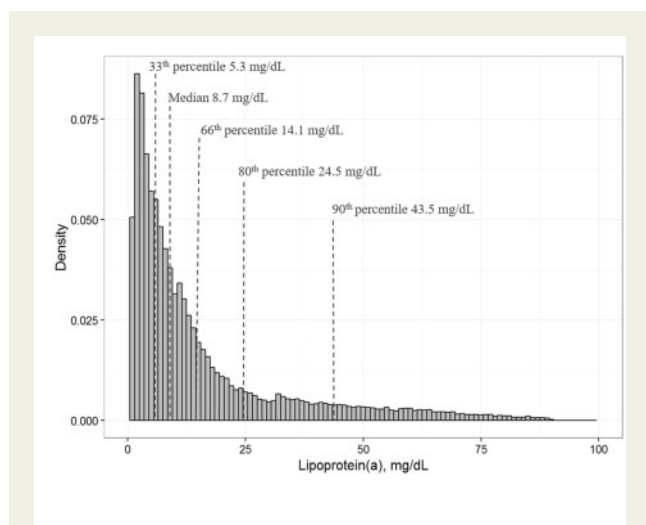 33th percentile 5.3 mg/dL
Median 8.7 mg/dL
66th percentile 14.1 mg/dL
80th percentile 24.5 mg/dL
90th percentile 43.5 mg/dL
0.075
0.050
0.025
0.000
Density
0
25
50
75
100
Lipoprotein(a), mg/dL